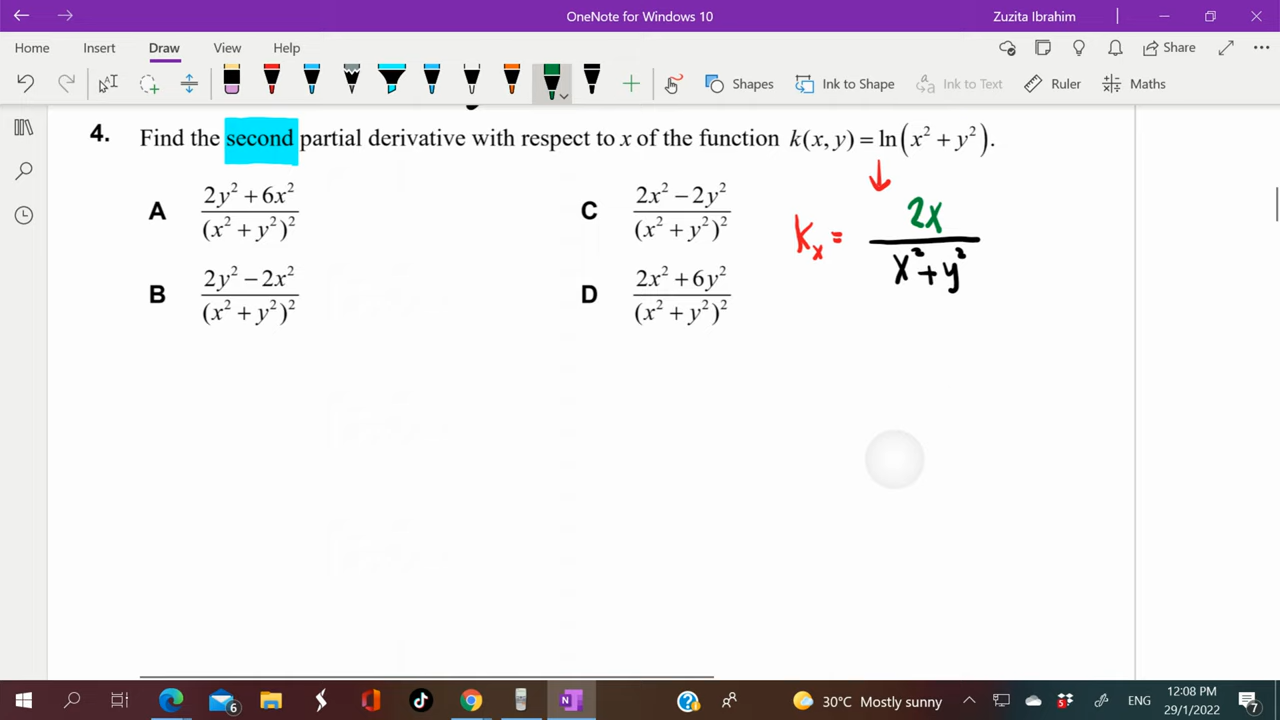 OneNote for Windows 10
Zuzita Ibrahim
Home Insert Draw View Help
Share
Shapes Ink to Shape Ink to Text Ruler Maths
4. Find the second partial derivative with respect to x of the function k(x, y) = ln(x² + y²).
A (2y² + 6x²)/(x² + y²)²
C (2x² − 2y²)/(x² + y²)²
B (2y² − 2x²)/(x² + y²)²
D (2x² + 6y²)/(x² + y²)²
↓
kₓ = 2x/(x² + y²)
30°C Mostly sunny
ENG
12:08 PM
29/1/2022
6
5
7